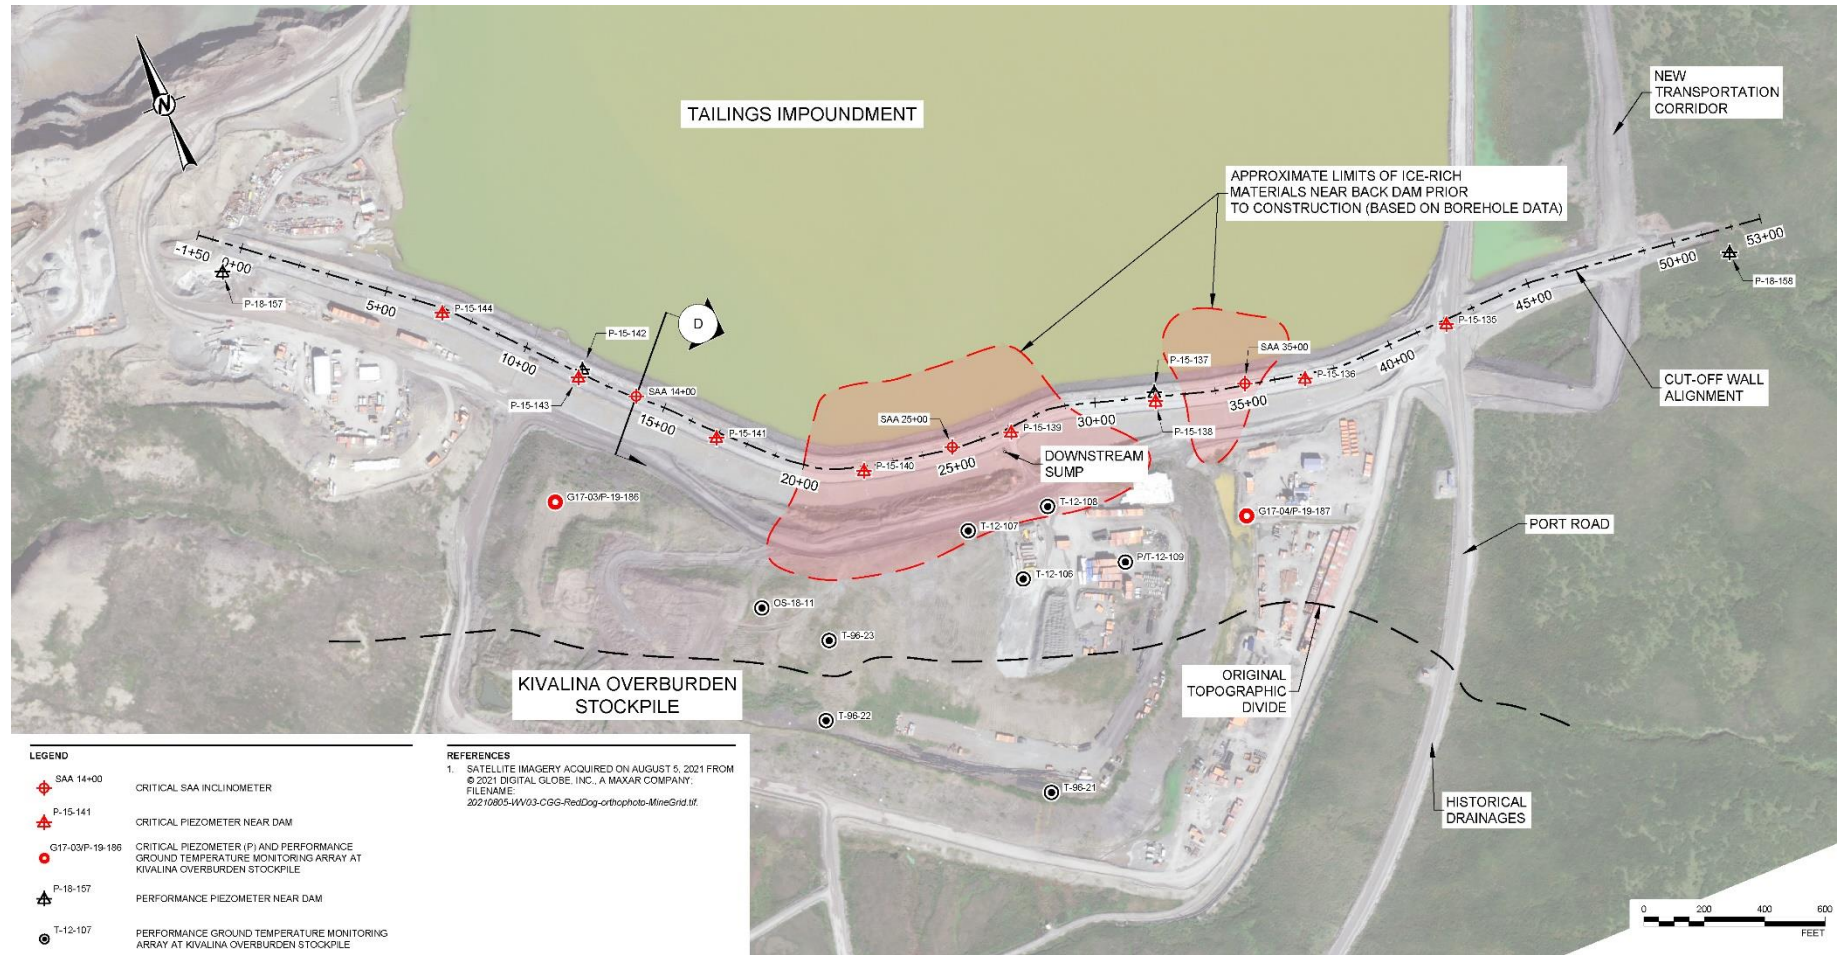 N
TAILINGS IMPOUNDMENT
NEW
TRANSPORTATION
CORRIDOR
APPROXIMATE LIMITS OF ICE-RICH
MATERIALS NEAR BACK DAM PRIOR
TO CONSTRUCTION (BASED ON BOREHOLE DATA)
-1+50
0+00
5+00
10+00
15+00
20+00
25+00
30+00
35+00
40+00
45+00
50+00
53+00
P-18-157
P-15-144
P-15-142
P-15-143
D
SAA 14+00
P-15-141
P-15-140
SAA 25+00
P-15-139
DOWNSTREAM
SUMP
P-15-137
P-15-138
SAA 35+00
P-15-136
P-15-135
P-18-158
CUT-OFF WALL
ALIGNMENT
G17-03/P-19-186
T-12-108
T-12-107
G17-04/P-19-187
PORT ROAD
T-12-106
P/T-12-109
OS-18-11
T-96-23
KIVALINA OVERBURDEN
STOCKPILE
ORIGINAL
TOPOGRAPHIC
DIVIDE
T-96-22
T-96-21
HISTORICAL
DRAINAGES
LEGEND
SAA 14+00
CRITICAL SAA INCLINOMETER
P-15-141
CRITICAL PIEZOMETER NEAR DAM
G17-03/P-19-186
CRITICAL PIEZOMETER (P) AND PERFORMANCE
GROUND TEMPERATURE MONITORING ARRAY AT
KIVALINA OVERBURDEN STOCKPILE
P-18-157
PERFORMANCE PIEZOMETER NEAR DAM
T-12-107
PERFORMANCE GROUND TEMPERATURE MONITORING
ARRAY AT KIVALINA OVERBURDEN STOCKPILE
REFERENCES
1. SATELLITE IMAGERY ACQUIRED ON AUGUST 5, 2021 FROM
© 2021 DIGITAL GLOBE, INC., A MAXAR COMPANY;
FILENAME:
20210805-WV03-CGG-RedDog-orthophoto-MineGrid.tif.
0 200 400 600
FEET